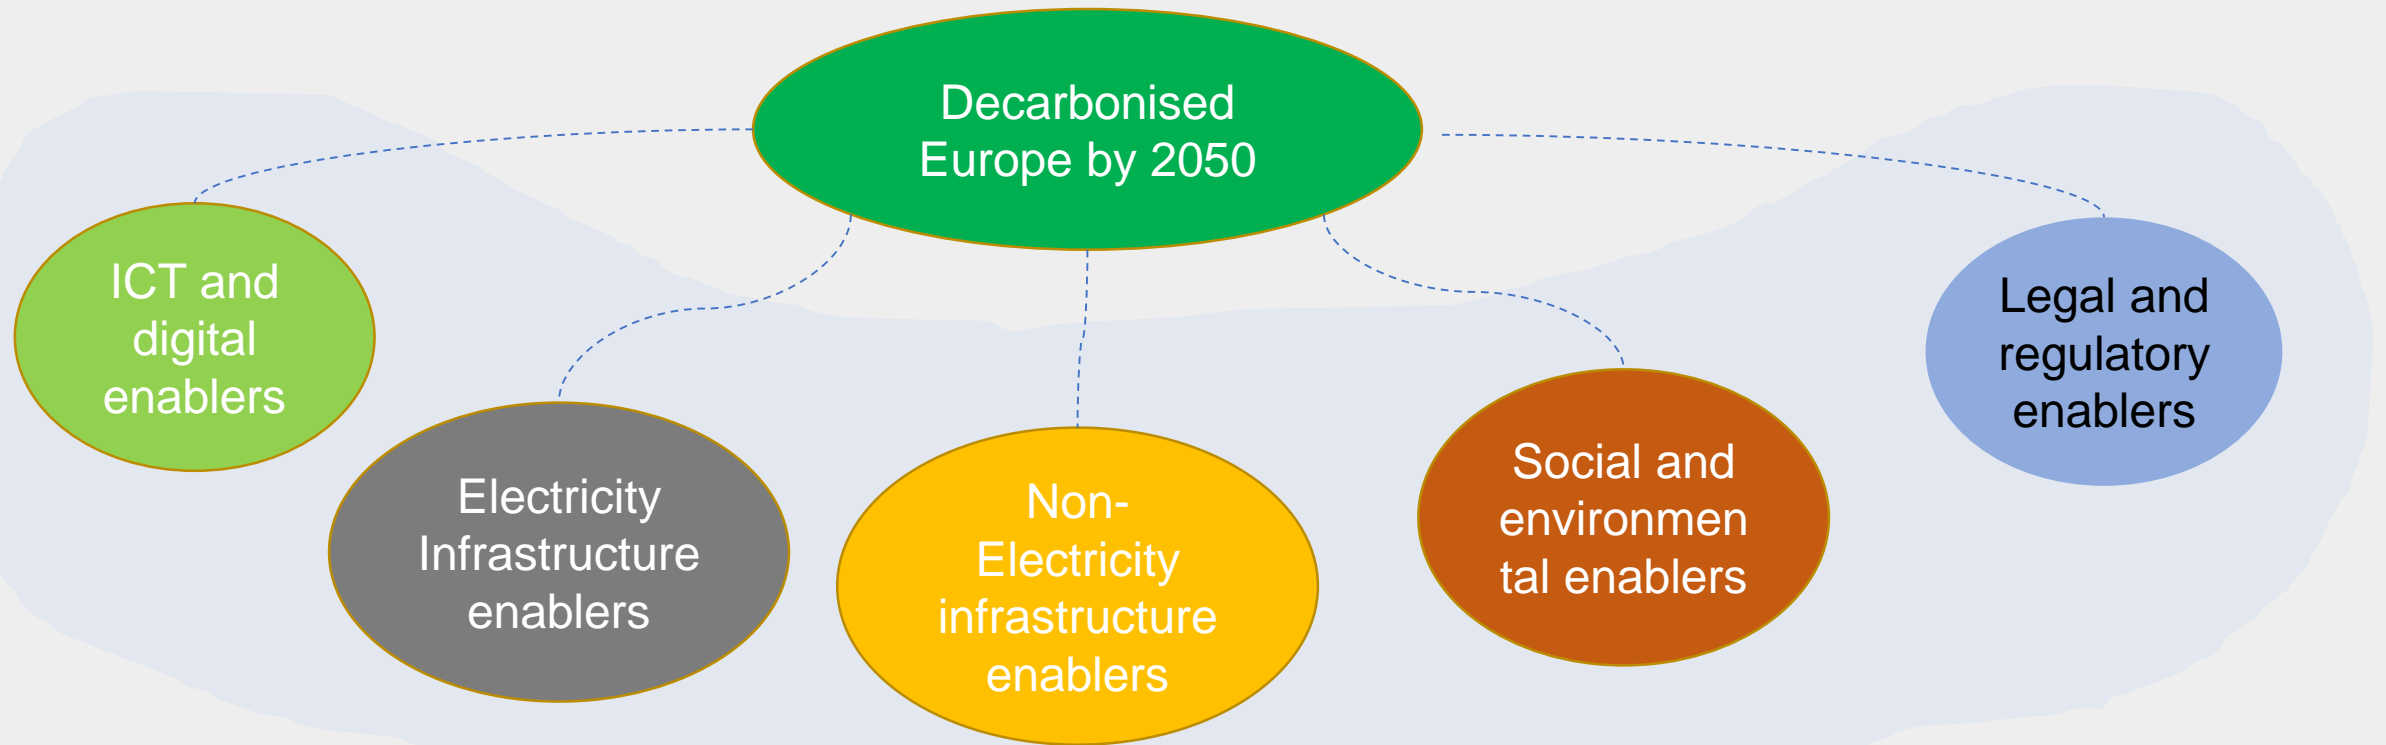 Decarbonised
Europe by 2050
ICT and
digital
enablers
Electricity
Infrastructure
enablers
Non-
Electricity
infrastructure
enablers
Social and
environmen
tal enablers
Legal and
regulatory
enablers